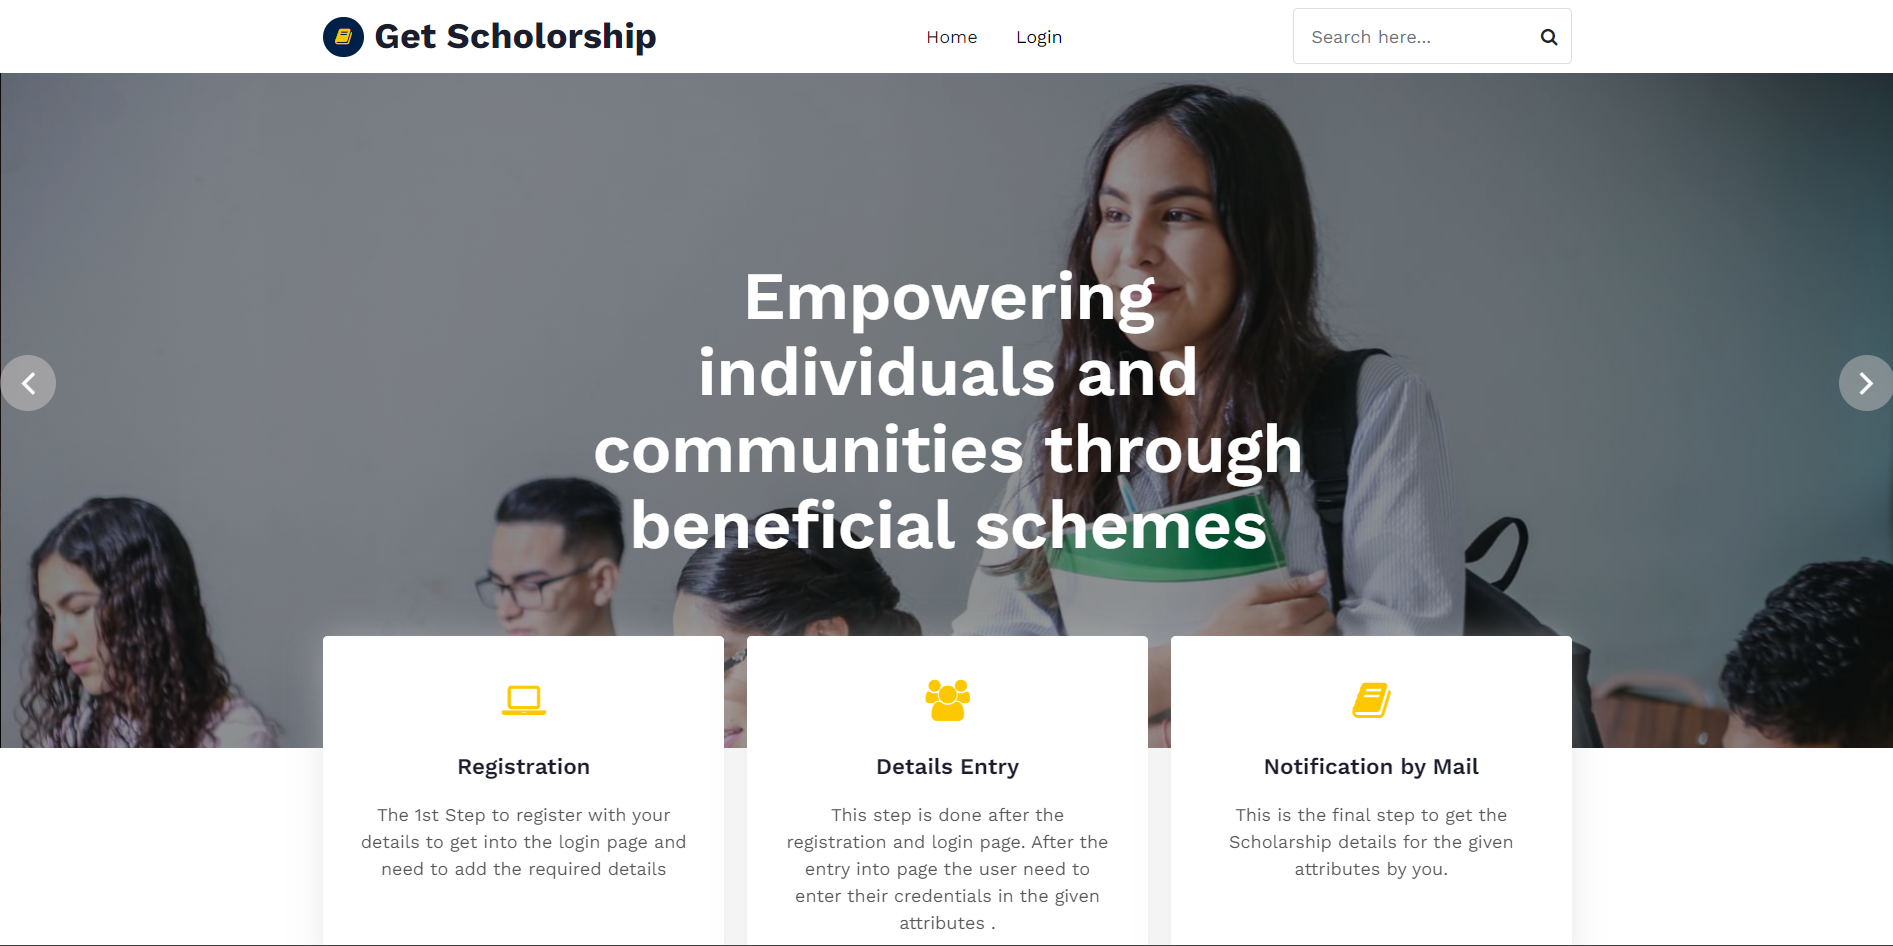 Get Scholorship
Home
Login
Search here...
Empowering
individuals and
communities through
beneficial schemes
Registration
The 1st Step to register with your
details to get into the login page and
need to add the required details
Details Entry
This step is done after the
registration and login page. After the
entry into page the user need to
enter their credentials in the given
attributes .
Notification by Mail
This is the final step to get the
Scholarship details for the given
attributes by you.